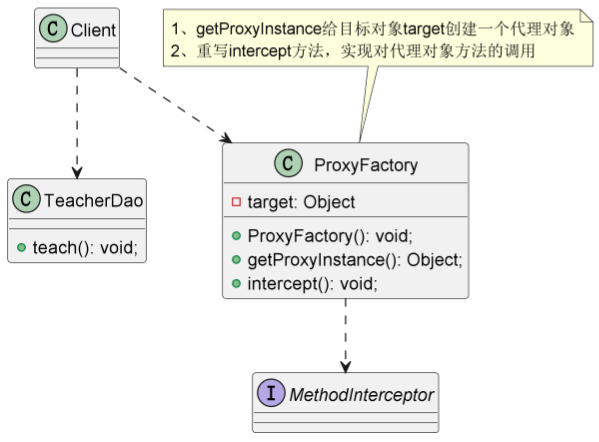 C Client
1、getProxyInstance给目标对象target创建一个代理对象
2、重写intercept方法，实现对代理对象方法的调用
C TeacherDao
teach(): void;
C ProxyFactory
target: Object
ProxyFactory(): void;
getProxyInstance(): Object;
intercept(): void;
I MethodInterceptor